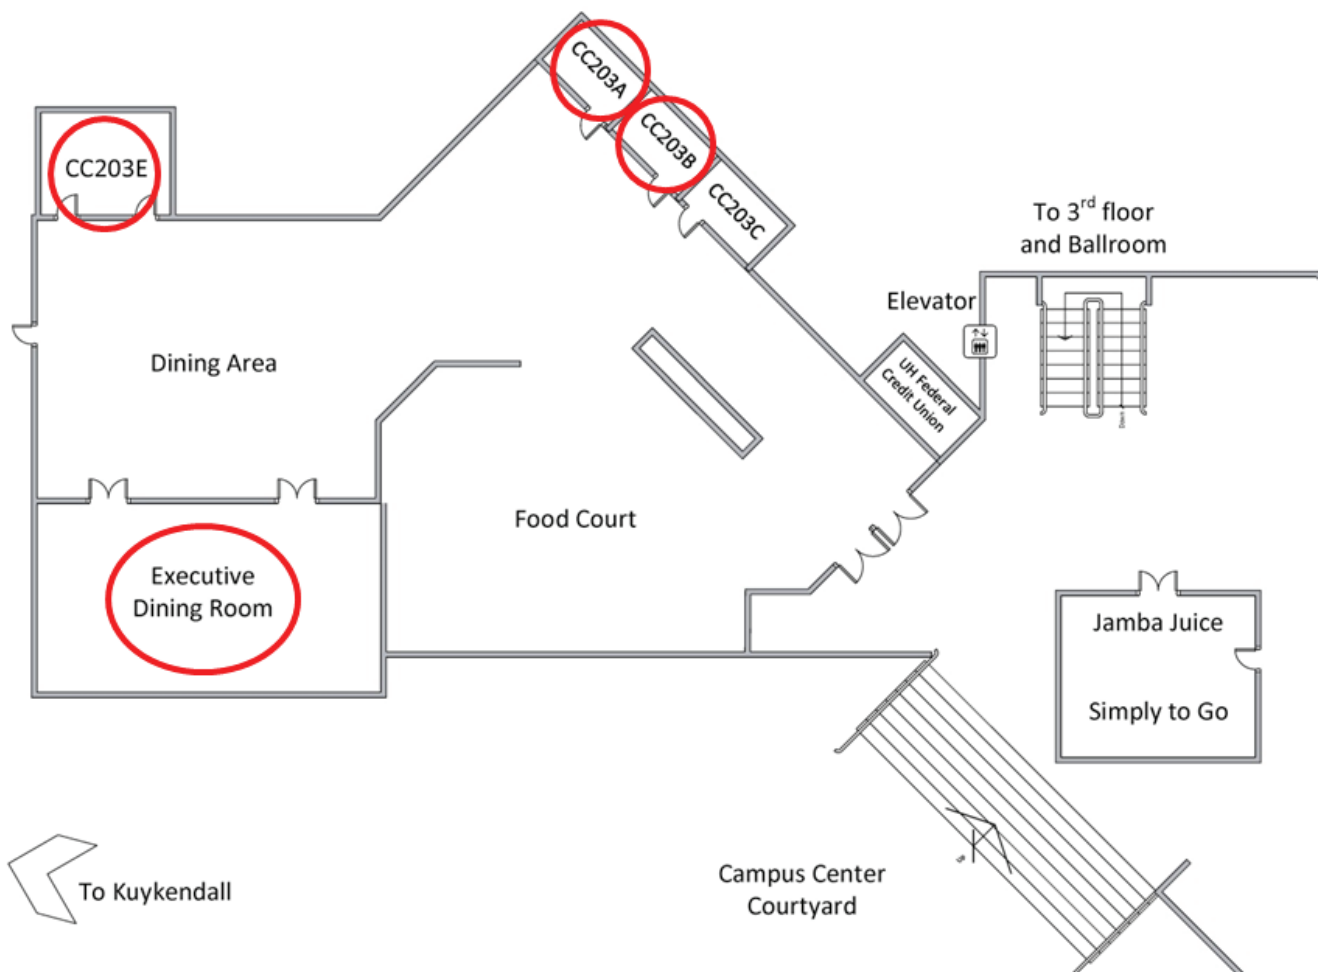 CC203A
CC203B
CC203C
CC203E
To 3rd floor
and Ballroom
Elevator
UH Federal
Credit Union
Dining Area
Food Court
Executive
Dining Room
Jamba Juice
Simply to Go
To Kuykendall
Campus Center
Courtyard